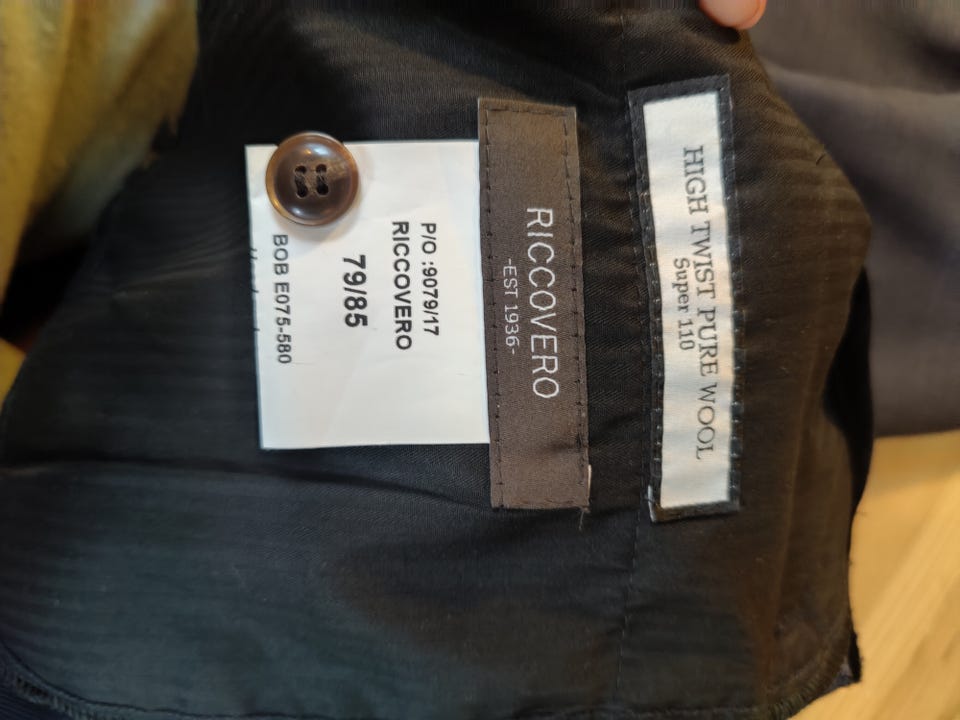 HIGH TWIST PURE WOOL
Super 110
RICCOVERO
-EST 1936-
P/O :9079/17
RICCOVERO
79/85
BOB E075-580